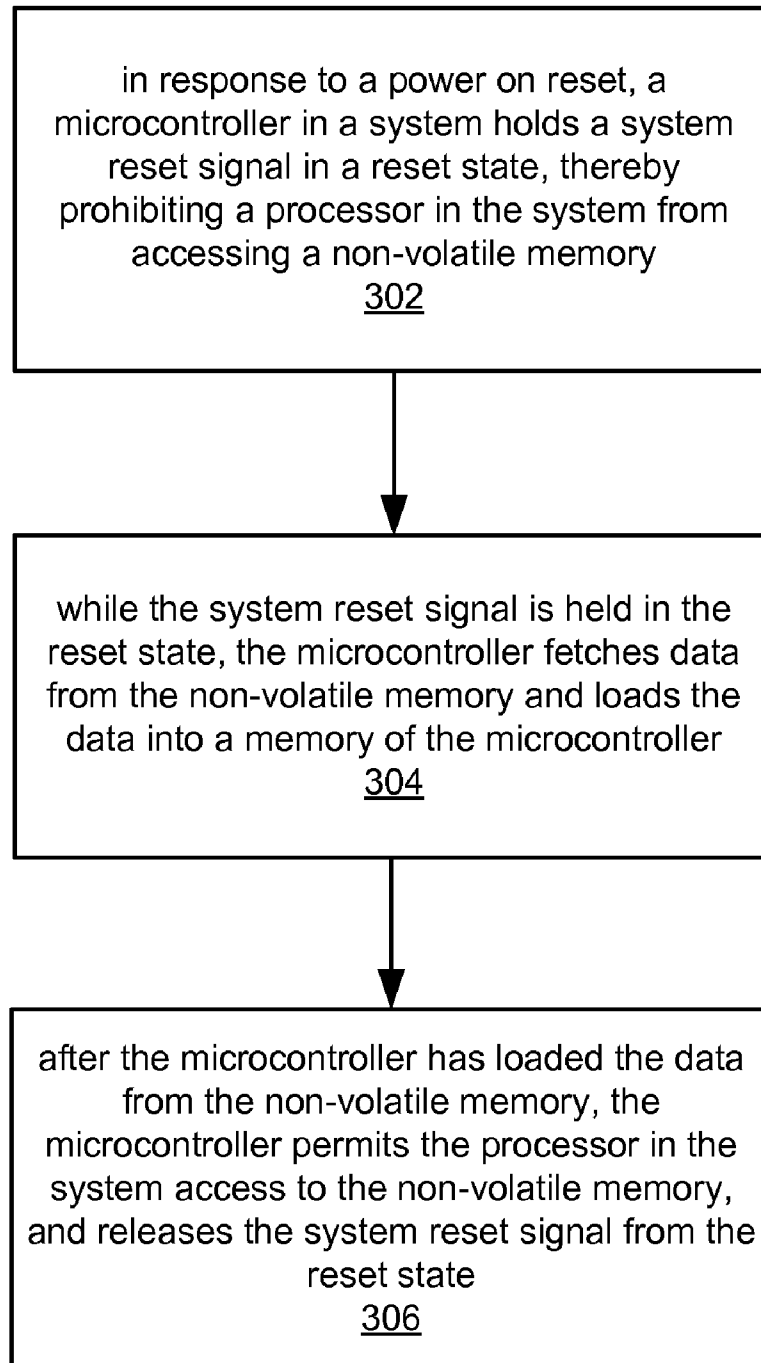 in response to a power on reset, a
microcontroller in a system holds a system
reset signal in a reset state, thereby
prohibiting a processor in the system from
accessing a non-volatile memory
302
while the system reset signal is held in the
reset state, the microcontroller fetches data
from the non-volatile memory and loads the
data into a memory of the microcontroller
304
after the microcontroller has loaded the data
from the non-volatile memory, the
microcontroller permits the processor in the
system access to the non-volatile memory,
and releases the system reset signal from the
reset state
306